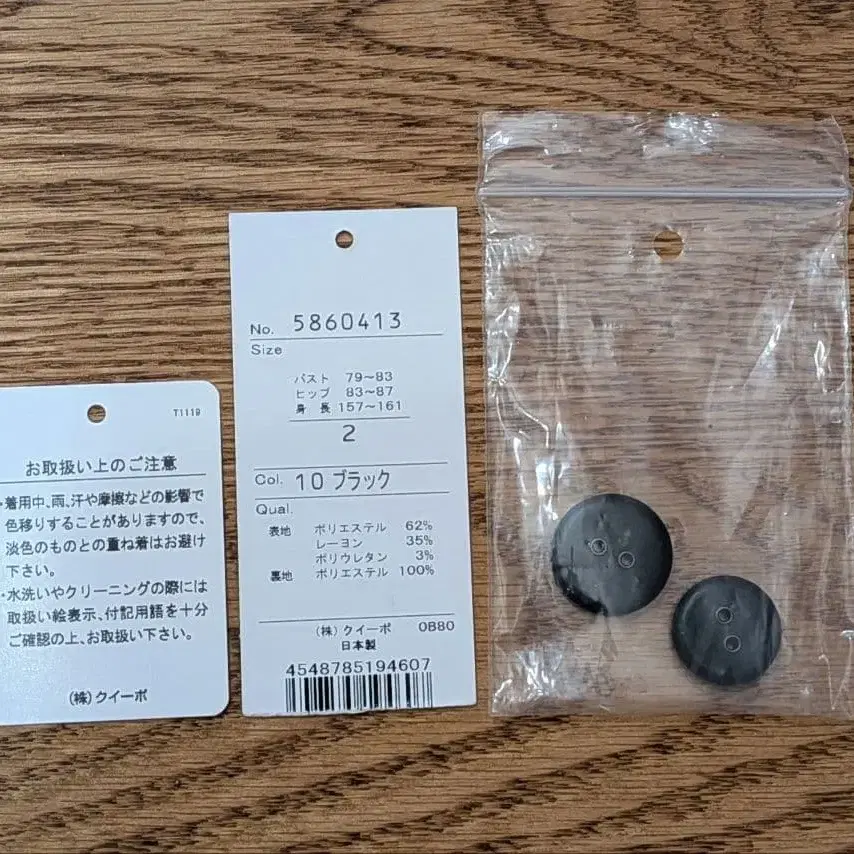 T1119
お取扱い上のご注意
・着用中、雨、汗や摩擦などの影響で
色移りすることがありますので、
淡色のものとの重ね着はお避け
下さい。
・水洗いやクリーニングの際には
取扱い絵表示、付記用語を十分
ご確認の上、お取扱い下さい。
(株)クイーポ
No. 5860413
Size
バスト 79~83
ヒップ 83~87
身 長 157~161
2
Col. 10 ブラック
Qual.
表地 ポリエステル 62%
レーヨン 35%
ポリウレタン 3%
裏地 ポリエステル 100%
(株)クイーポ 0B80
日本製
4548785194607